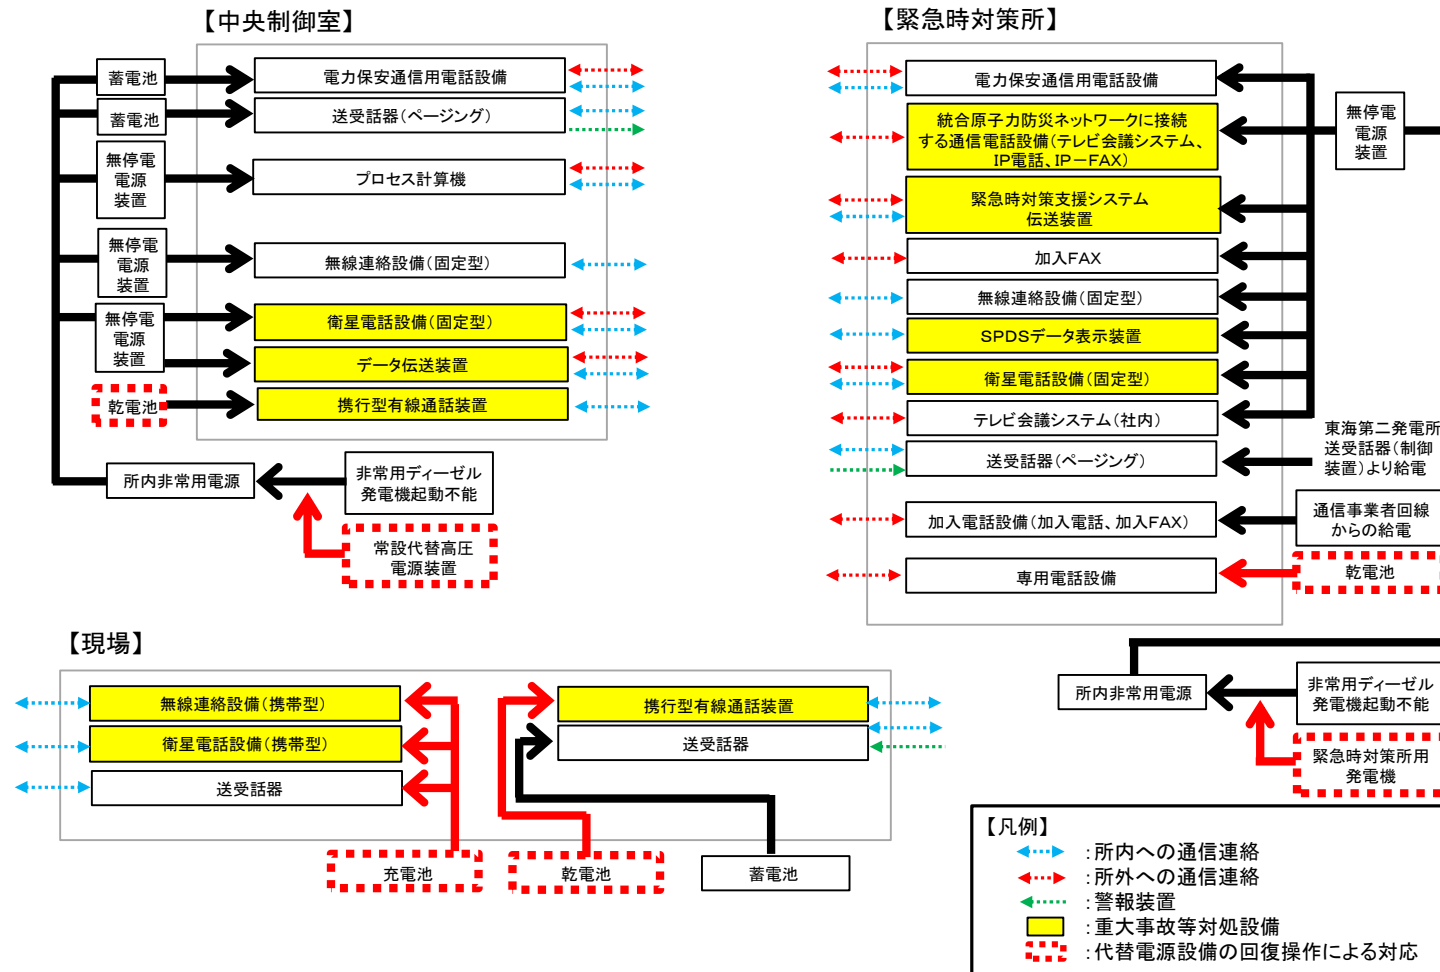 【中央制御室】
蓄電池
電力保安通信用電話設備
蓄電池
送受話器(ページング)
無停電
電源
装置
プロセス計算機
無停電
電源
装置
無線連絡設備(固定型)
無停電
電源
装置
衛星電話設備(固定型)
データ伝送装置
乾電池
携行型有線通話装置
所内非常用電源
非常用ディーゼル
発電機起動不能
常設代替高圧
電源装置
【緊急時対策所】
電力保安通信用電話設備
統合原子力防災ネットワークに接続
する通信電話設備(テレビ会議システム、
IP電話、IP-FAX)
緊急時対策支援システム
伝送装置
加入FAX
無線連絡設備(固定型)
SPDSデータ表示装置
衛星電話設備(固定型)
テレビ会議システム(社内)
送受話器(ページング)
加入電話設備(加入電話、加入FAX)
専用電話設備
無停電
電源
装置
東海第二発電所
送受話器(制御
装置)より給電
通信事業者回線
からの給電
乾電池
所内非常用電源
非常用ディーゼル
発電機起動不能
緊急時対策所用
発電機
【現場】
無線連絡設備(携帯型)
衛星電話設備(携帯型)
送受話器
携行型有線通話装置
送受話器
充電池
乾電池
蓄電池
【凡例】
:所内への通信連絡
:所外への通信連絡
:警報装置
:重大事故等対処設備
:代替電源設備の回復操作による対応